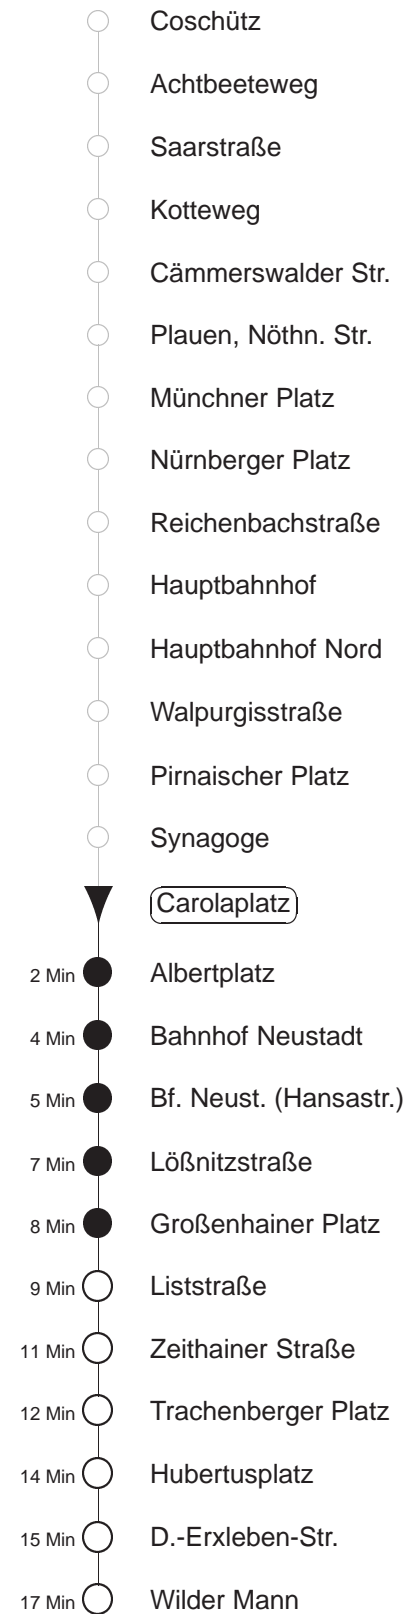 Coschütz
Achtbeeteweg
Saarstraße
Kotteweg
Cämmerswalder Str.
Plauen, Nöthn. Str.
Münchner Platz
Nürnberger Platz
Reichenbachstraße
Hauptbahnhof
Hauptbahnhof Nord
Walpurgisstraße
Pirnaischer Platz
Synagoge
Carolaplatz
2 Min Albertplatz
4 Min Bahnhof Neustadt
5 Min Bf. Neust. (Hansastr.)
7 Min Lößnitzstraße
8 Min Großenhainer Platz
9 Min Liststraße
11 Min Zeithainer Straße
12 Min Trachenberger Platz
14 Min Hubertusplatz
15 Min D.-Erxleben-Str.
17 Min Wilder Mann